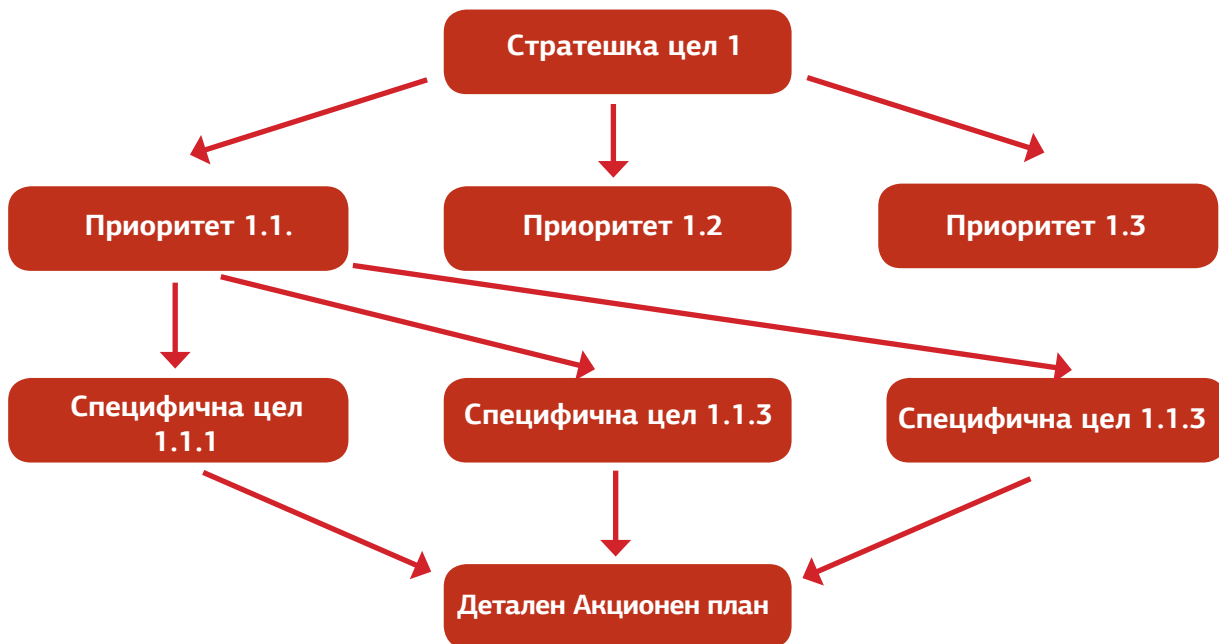 Стратешка цел 1
Приоритет 1.1.
Приоритет 1.2
Приоритет 1.3
Специфична цел
1.1.1
Специфична цел 1.1.3
Специфична цел 1.1.3
Детален Акционен план